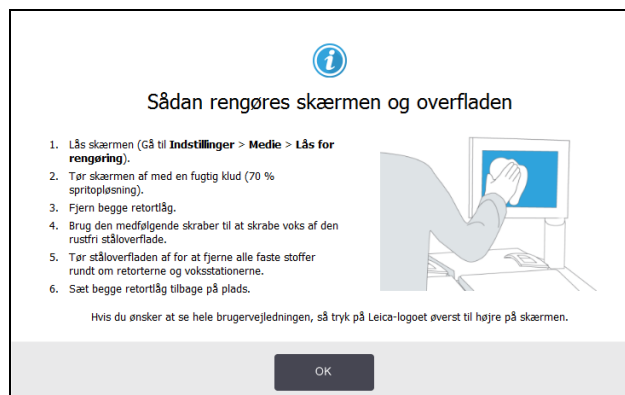 Sådan rengøres skærmen og overfladen
1. Lås skærmen (Gå til Indstillinger > Medie > Lås for
rengøring).
2. Tør skærmen af med en fugtig klud (70 %
spritopløsning).
3. Fjern begge retortlåg.
4. Brug den medfølgende skraber til at skrabe voks af den
rustfri ståloverflade.
5. Tør ståloverfladen af for at fjerne alle faste stoffer
rundt om retorterne og voksstationerne.
6. Sæt begge retortlåg tilbage på plads.
Hvis du ønsker at se hele brugervejledningen, så tryk på Leica-logoet øverst til højre på skærmen.
OK